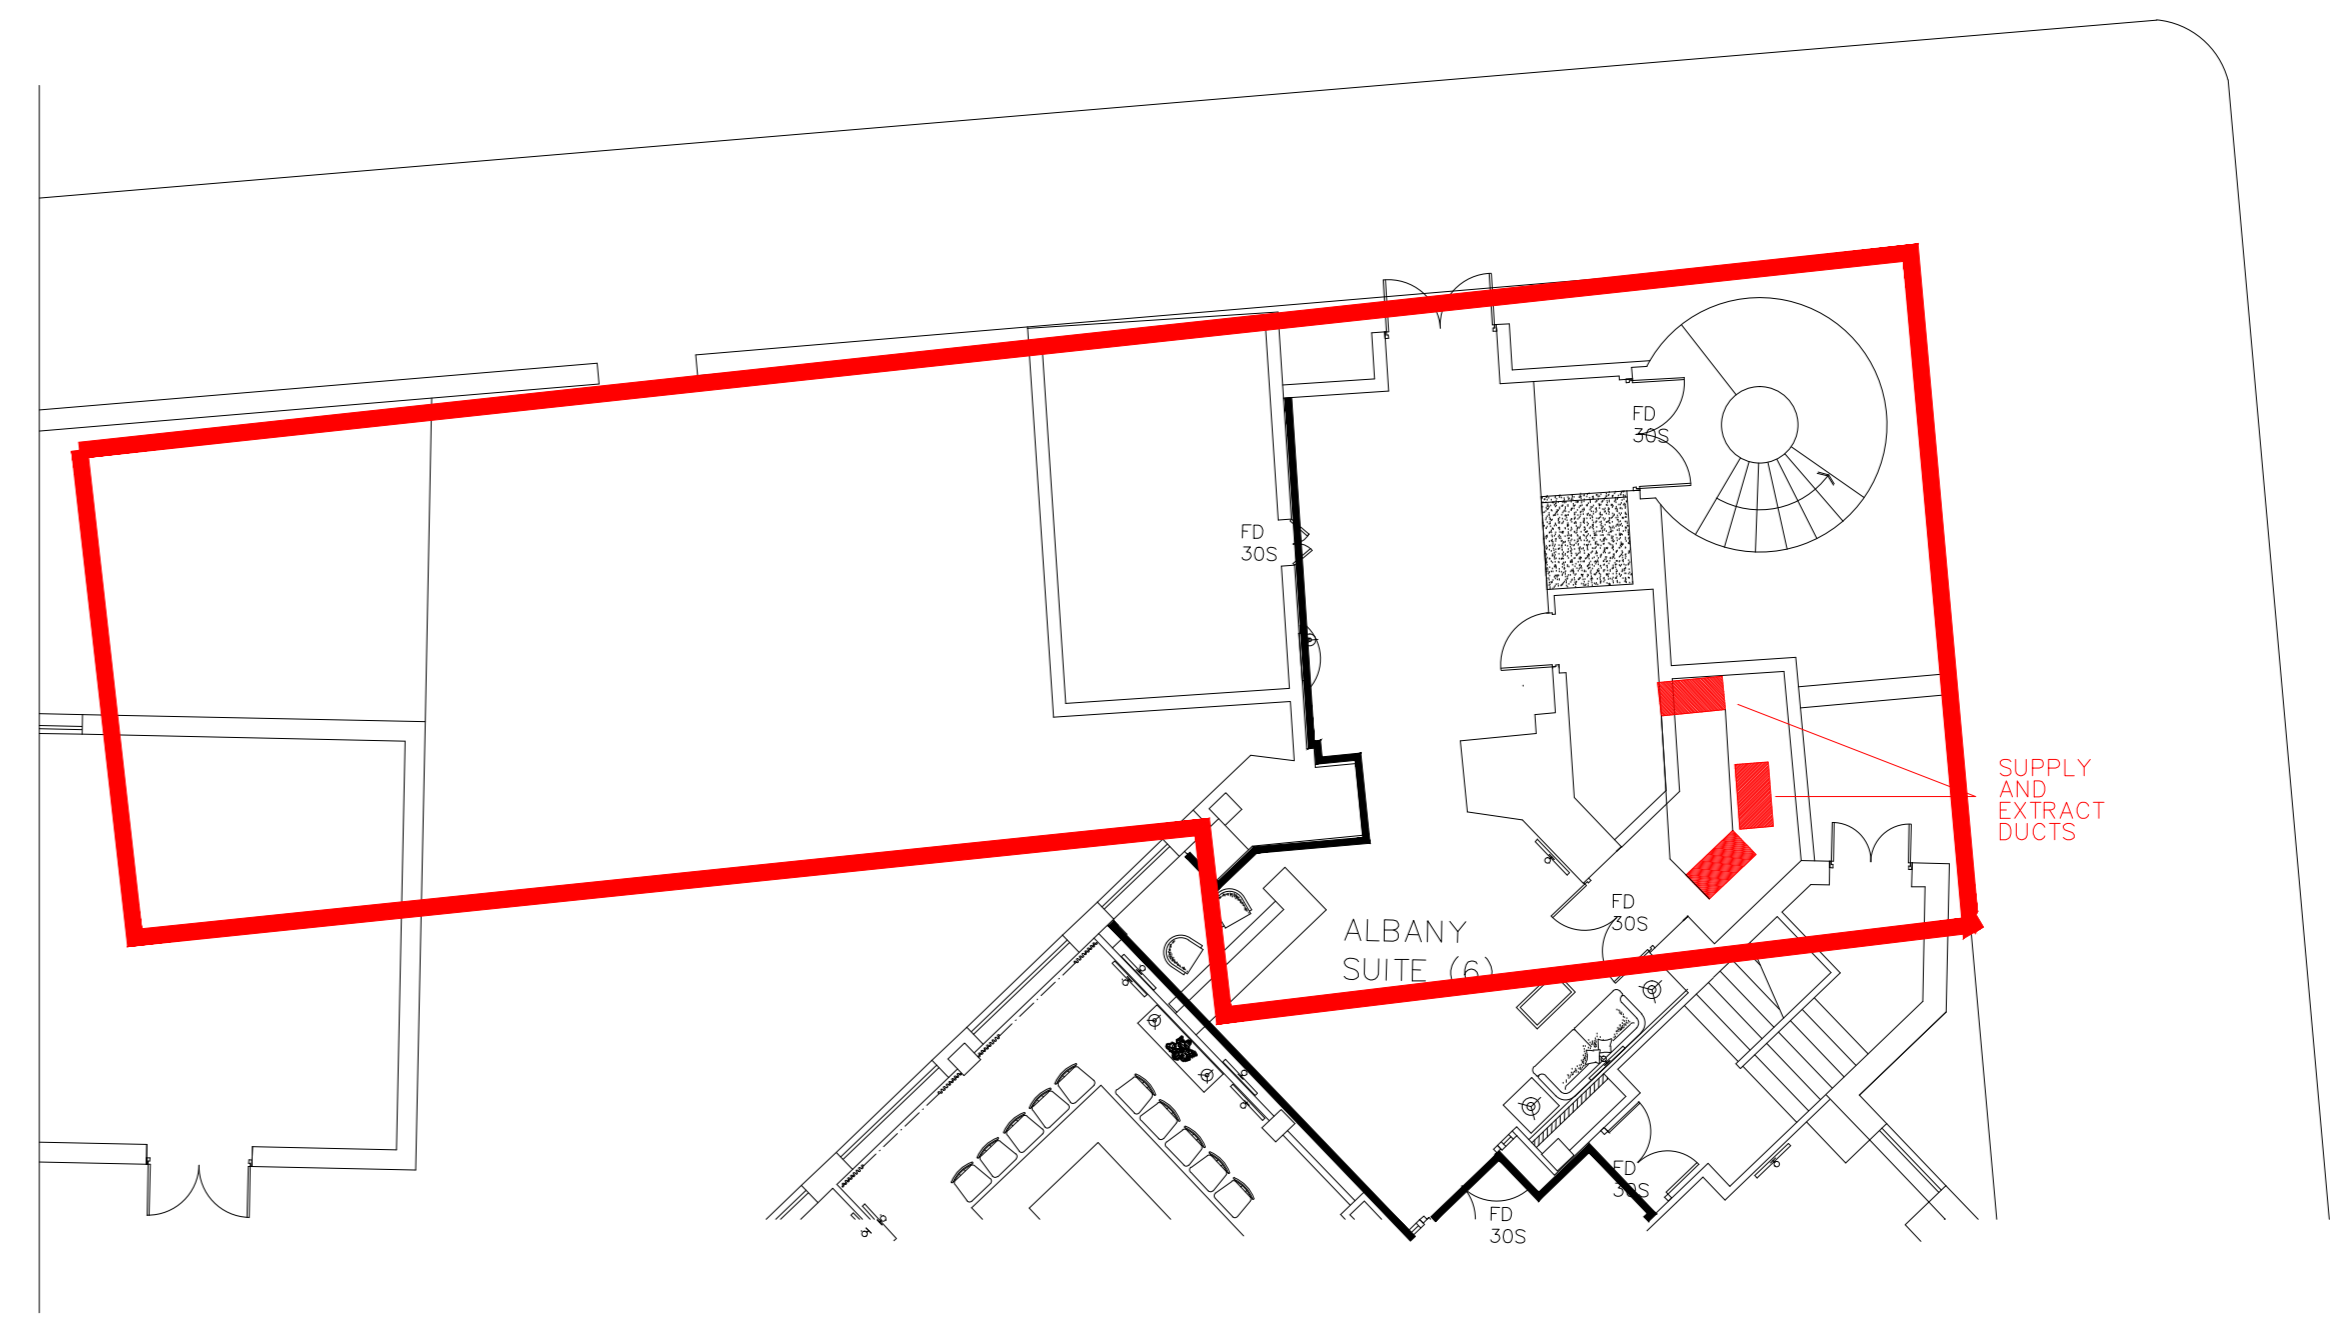 FD
30S
FD
30S
SUPPLY
AND
EXTRACT
DUCTS
FD
30S
ALBANY
SUITE (6)
FD
30S
FD
30S